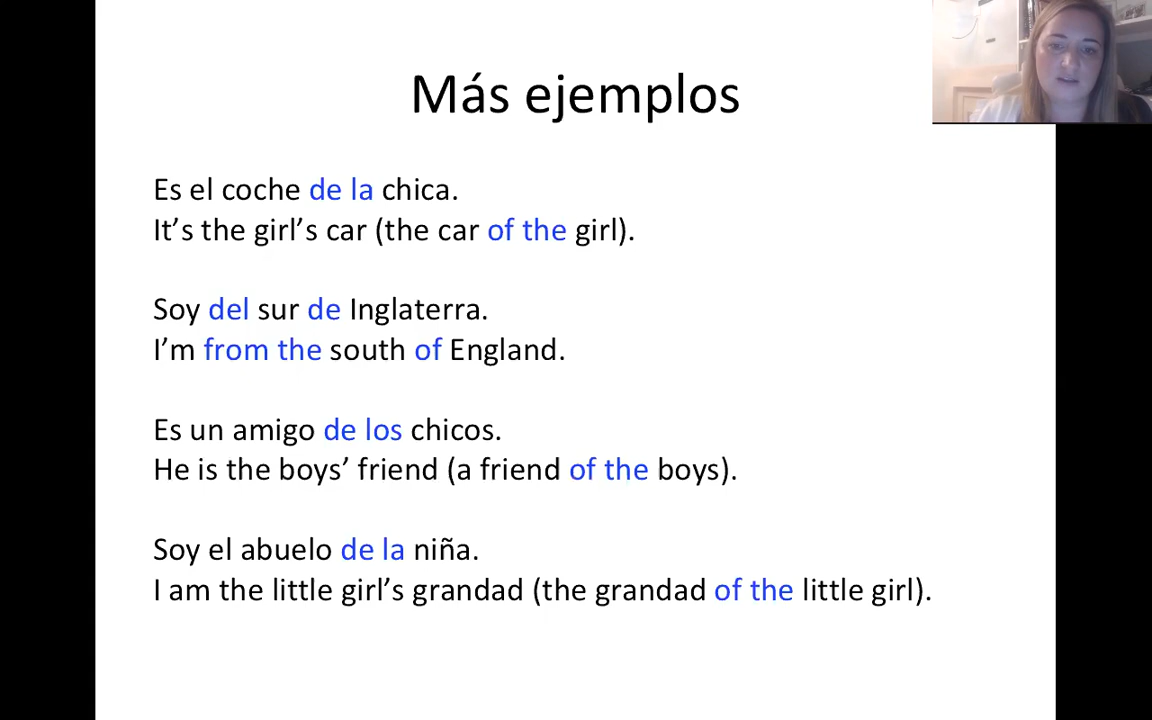 Más ejemplos
Es el coche de la chica.
It’s the girl’s car (the car of the girl).
Soy del sur de Inglaterra.
I’m from the south of England.
Es un amigo de los chicos.
He is the boys’ friend (a friend of the boys).
Soy el abuelo de la niña.
I am the little girl’s grandad (the grandad of the little girl).